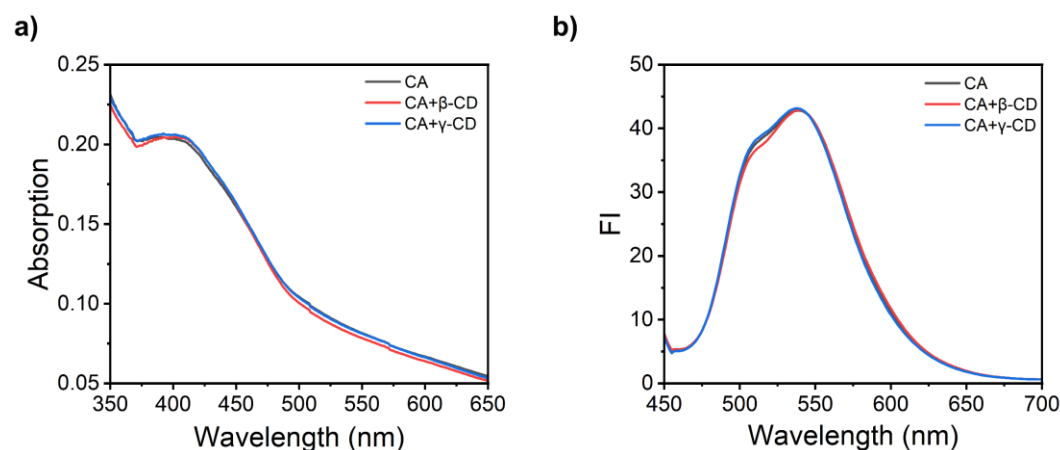 a)
0.25
0.20
0.15
0.10
0.05
Absorption
CA
CA+β-CD
CA+γ-CD
350 400 450 500 550 600 650
Wavelength (nm)
b)
50
40
30
20
10
0
FI
CA
CA+β-CD
CA+γ-CD
450 500 550 600 650 700
Wavelength (nm)